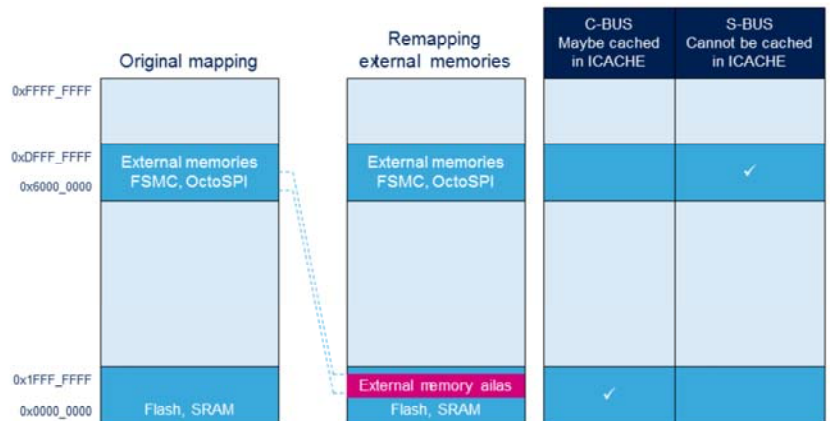 Original mapping
Remapping
external memories
C-BUS
Maybe cached
in ICACHE
S-BUS
Cannot be cached
in ICACHE
0xFFFF_FFFF
0xDFFF_FFFF
0x6000_0000
External memories
FSMC, OctoSPI
External memories
FSMC, OctoSPI
✓
0x1FFF_FFFF
0x0000_0000
Flash, SRAM
External memory ailas
Flash, SRAM
✓